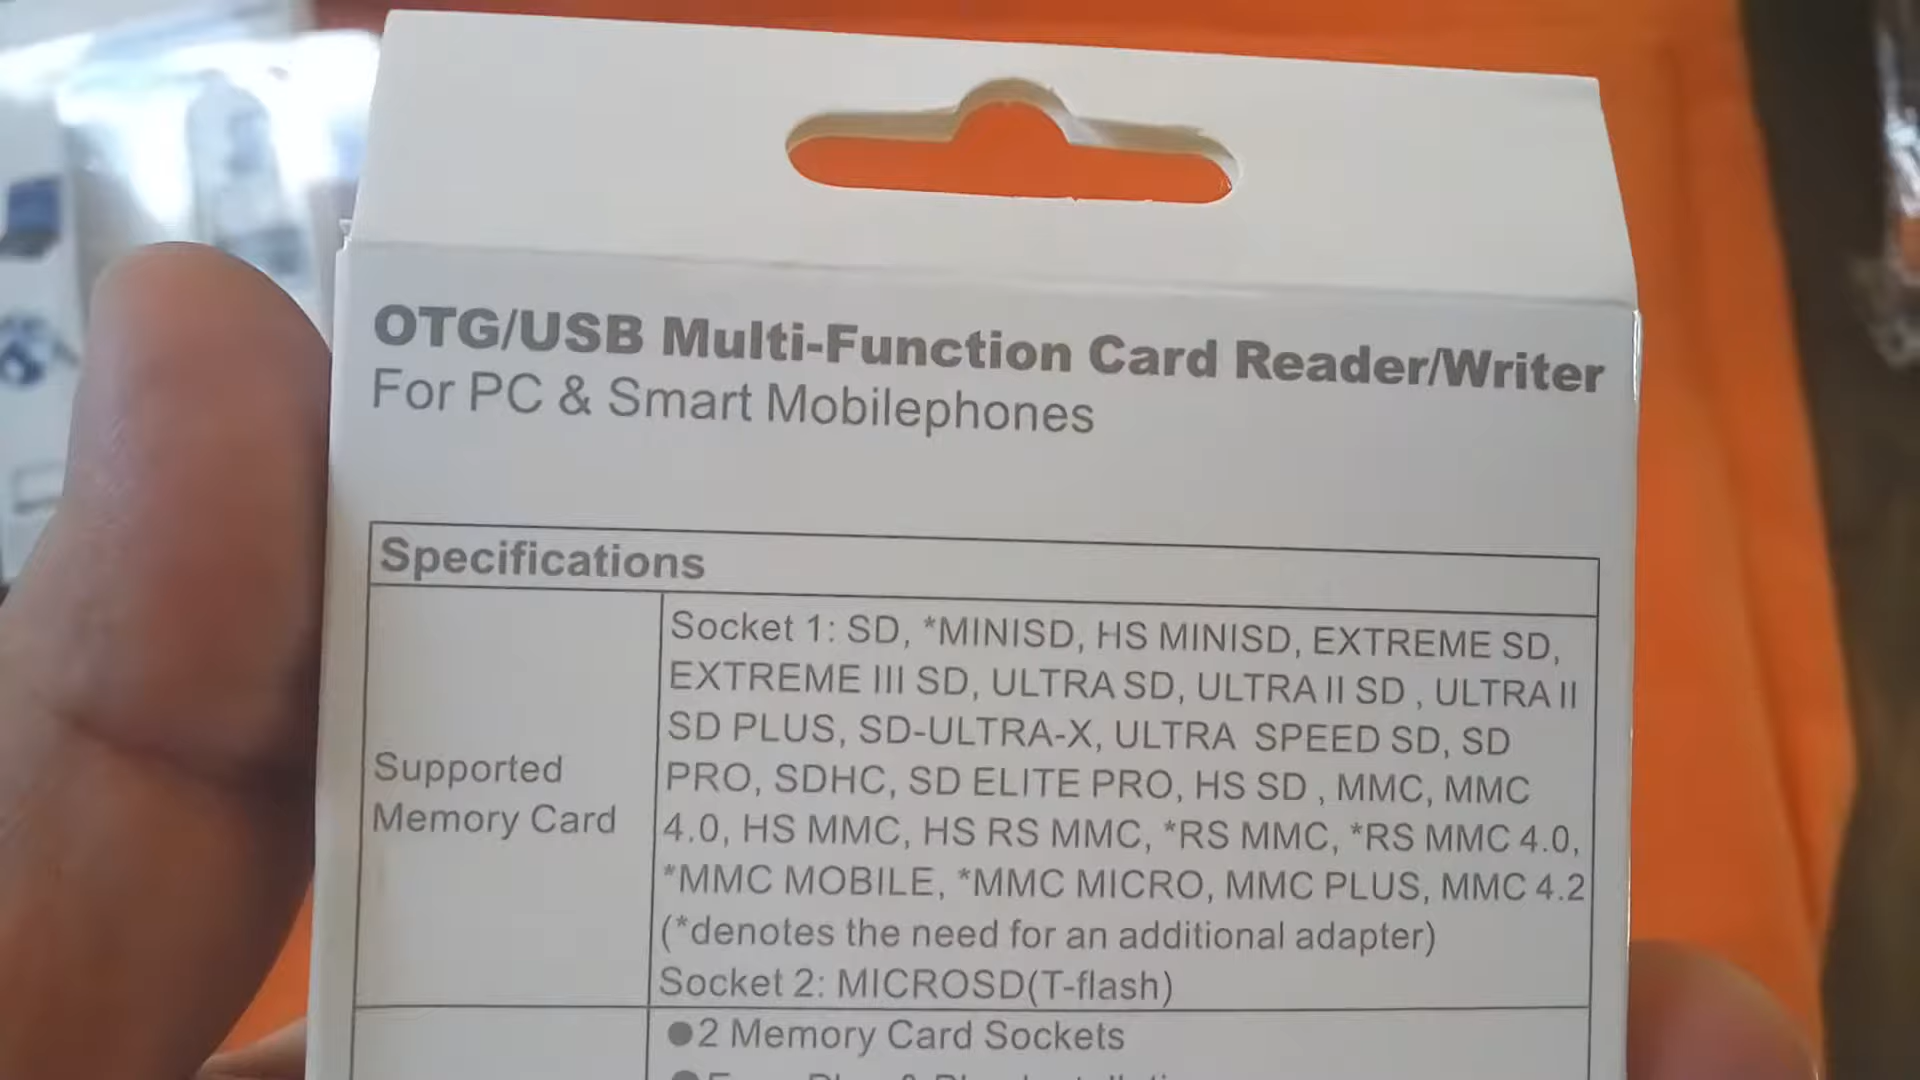 OTG/USB Multi-Function Card Reader/Writer
For PC & Smart Mobilephones
Specifications
Supported
Memory Card
Socket 1: SD, *MINISD, HS MINISD, EXTREME SD,
EXTREME III SD, ULTRA SD, ULTRA II SD , ULTRA II
SD PLUS, SD-ULTRA-X, ULTRA SPEED SD, SD
PRO, SDHC, SD ELITE PRO, HS SD , MMC, MMC
4.0, HS MMC, HS RS MMC, *RS MMC, *RS MMC 4.0,
*MMC MOBILE, *MMC MICRO, MMC PLUS, MMC 4.2
(*denotes the need for an additional adapter)
Socket 2: MICROSD(T-flash)
●2 Memory Card Sockets